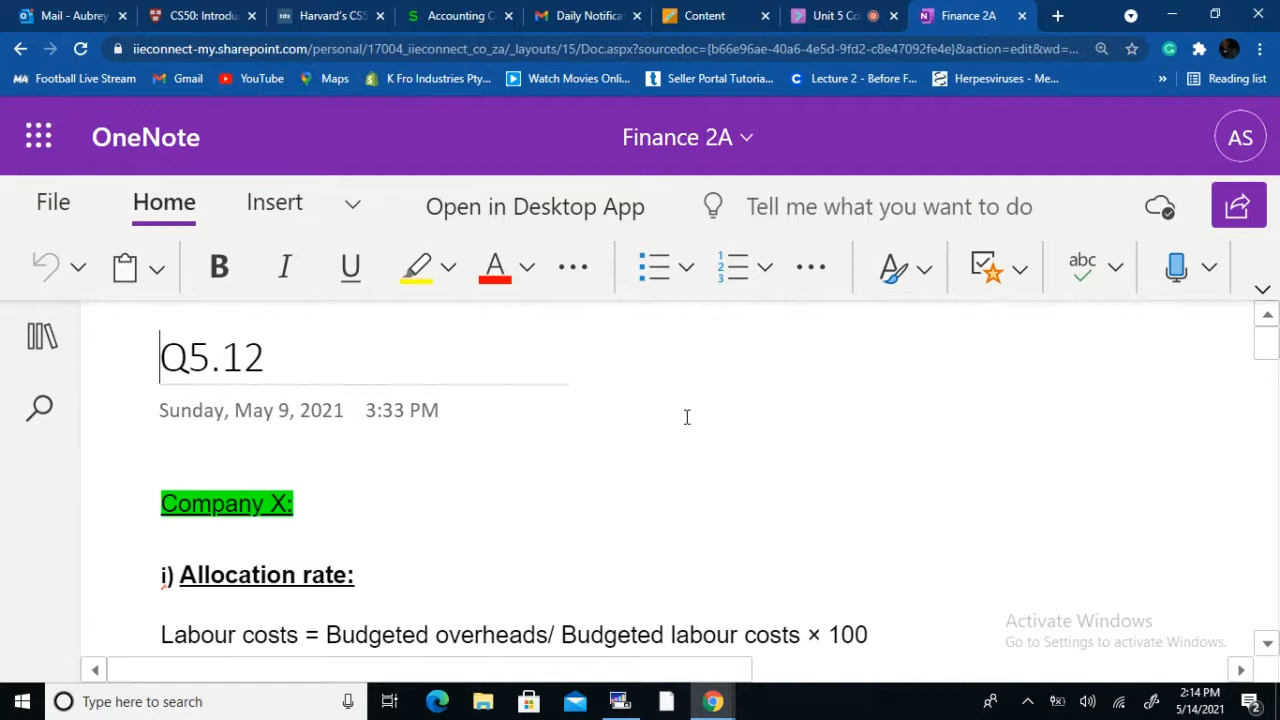 Mail - Aubrey
CS50: Introdu
Harvard's CS5
Accounting C
Daily Notifica
Content
Unit 5 Co
Finance 2A
iieconnect-my.sharepoint.com/personal/17004_iieconnect_co_za/_layouts/15/Doc.aspx?sourcedoc={b66e96ae-40a6-4e5d-9fd2-c8e47092fe4e}&action=edit&wd=...
Football Live Stream
Gmail
YouTube
Maps
K Fro Industries Pty...
Watch Movies Onli...
Seller Portal Tutoria...
Lecture 2 - Before F...
Herpesviruses - Me...
»
Reading list
OneNote
Finance 2A
AS
File
Home
Insert
Open in Desktop App
Tell me what you want to do
B I U A abc
Q5.12
Sunday, May 9, 2021 3:33 PM
Company X:
i) Allocation rate:
Labour costs = Budgeted overheads/ Budgeted labour costs × 100
Activate Windows
Go to Settings to activate Windows.
Type here to search
2:14 PM
5/14/2021
2